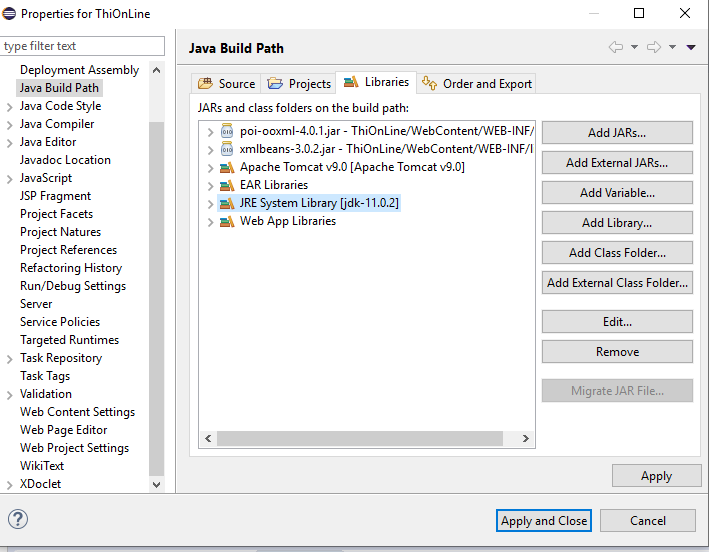 Properties for ThiOnLine
type filter text
Deployment Assembly
Java Build Path
Java Code Style
Java Compiler
Java Editor
Javadoc Location
JavaScript
JSP Fragment
Project Facets
Project Natures
Project References
Refactoring History
Run/Debug Settings
Server
Service Policies
Targeted Runtimes
Task Repository
Task Tags
Validation
Web Content Settings
Web Page Editor
Web Project Settings
WikiText
XDoclet
Java Build Path
Source
Projects
Libraries
Order and Export
JARs and class folders on the build path:
poi-ooxml-4.0.1.jar - ThiOnLine/WebContent/WEB-INF/
xmlbeans-3.0.2.jar - ThiOnLine/WebContent/WEB-INF/l
Apache Tomcat v9.0 [Apache Tomcat v9.0]
EAR Libraries
JRE System Library [jdk-11.0.2]
Web App Libraries
Add JARs...
Add External JARs...
Add Variable...
Add Library...
Add Class Folder...
Add External Class Folder...
Edit...
Remove
Migrate JAR File...
Apply
Apply and Close
Cancel